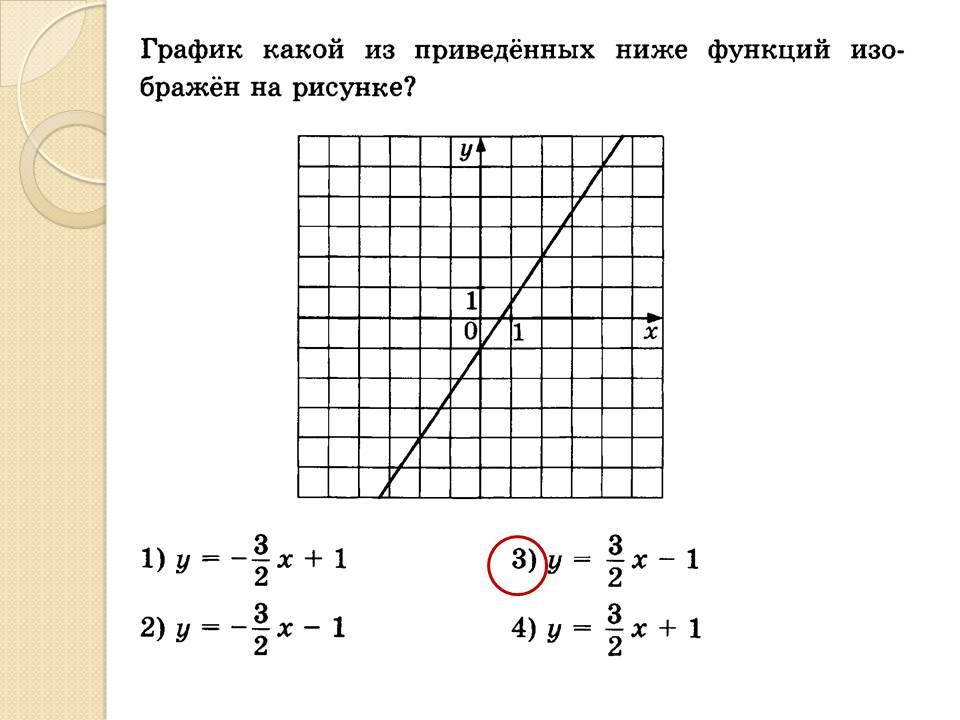 График какой из приведённых ниже функций изо-
бражён на рисунке?
y
1
0 1 x
1) y = −3/2 x + 1 3) y = 3/2 x − 1
2) y = −3/2 x − 1 4) y = 3/2 x + 1